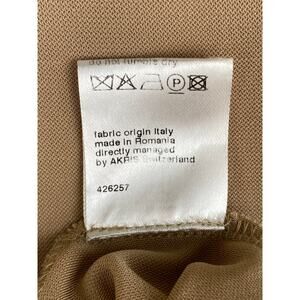 do not tumble dry
P
fabric origin Italy
made in Romania
directly managed
by AKRIS Switzerland
426257